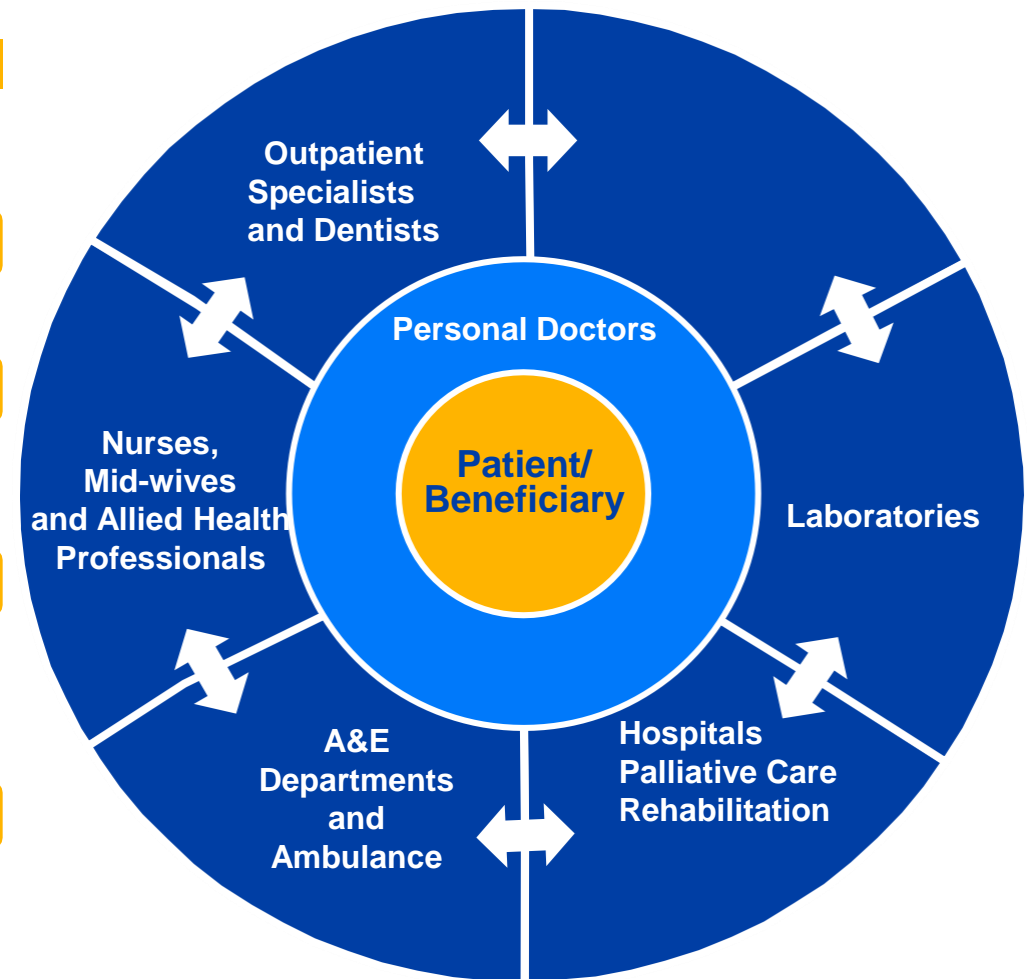 Outpatient
Specialists
and Dentists
Personal Doctors
Patient/
Beneficiary
Nurses,
Mid-wives
and Allied Health
Professionals
Laboratories
A&E
Departments
and
Ambulance
Hospitals
Palliative Care
Rehabilitation